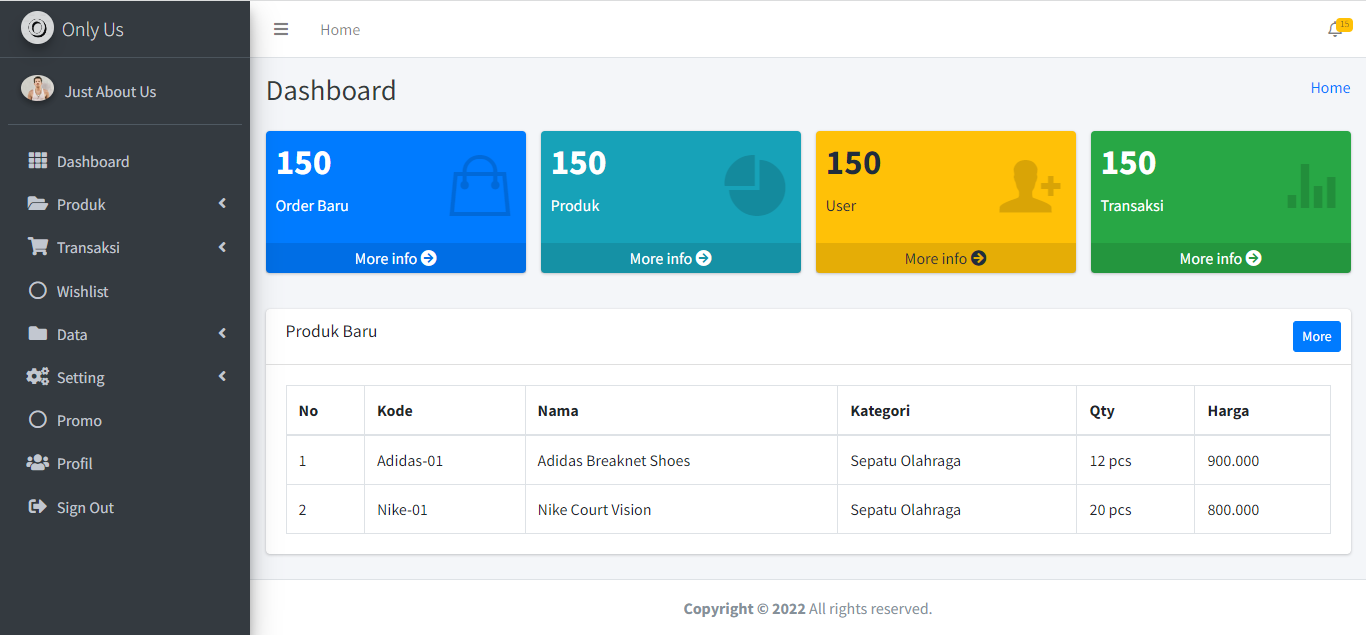 Only Us
Home
15
Just About Us
Dashboard
Home
Dashboard
Produk
Transaksi
Wishlist
Data
Setting
Promo
Profil
Sign Out
150
Order Baru
More info
150
Produk
More info
150
User
More info
150
Transaksi
More info
Produk Baru
More
No Kode Nama Kategori Qty Harga
1 Adidas-01 Adidas Breaknet Shoes Sepatu Olahraga 12 pcs 900.000
2 Nike-01 Nike Court Vision Sepatu Olahraga 20 pcs 800.000
Copyright © 2022 All rights reserved.